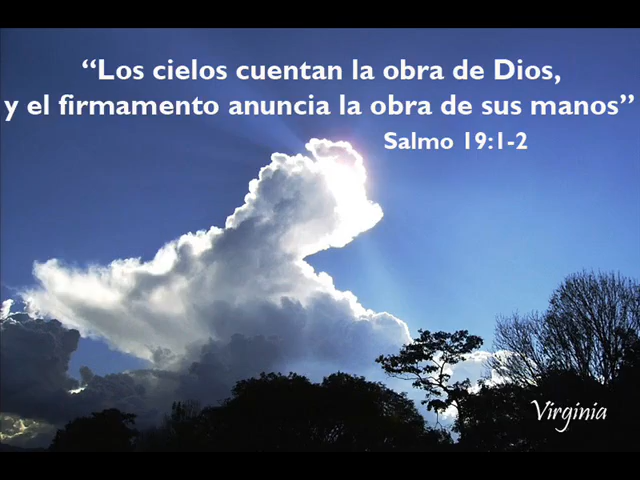 “Los cielos cuentan la obra de Dios,
y el firmamento anuncia la obra de sus manos”
Salmo 19:1-2
Virginia